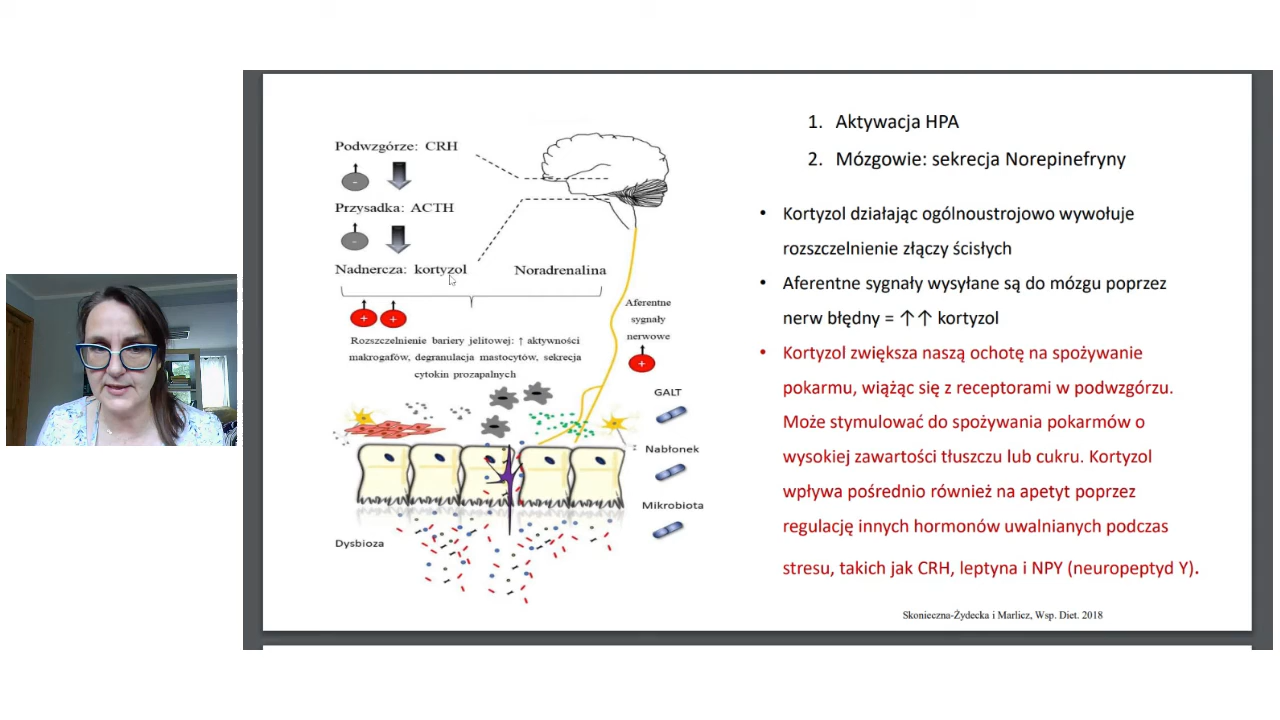 Podwzgórze: CRH
Przysadka: ACTH
Nadnercza: kortyzol
Noradrenalina
Rozszczelnienie bariery jelitowej: ↑ aktywności
makrogafów, degranulacja mastocytów, sekrecja
cytokin prozapalnych
Aferentne
sygnały
nerwowe
GALT
Nabłonek
Mikrobiota
Dysbioza
1. Aktywacja HPA
2. Mózgowie: sekrecja Norepinefryny
• Kortyzol działając ogólnoustrojowo wywołuje
rozszczelnienie złączy ścisłych
• Aferentne sygnały wysyłane są do mózgu poprzez
nerw błędny = ↑↑ kortyzol
• Kortyzol zwiększa naszą ochotę na spożywanie
pokarmu, wiążąc się z receptorami w podwzgórzu.
Może stymulować do spożywania pokarmów o
wysokiej zawartości tłuszczu lub cukru. Kortyzol
wpływa pośrednio również na apetyt poprzez
regulację innych hormonów uwalnianych podczas
stresu, takich jak CRH, leptyna i NPY (neuropeptyd Y).
Skonieczna-Żydecka i Marlicz, Wsp. Diet. 2018